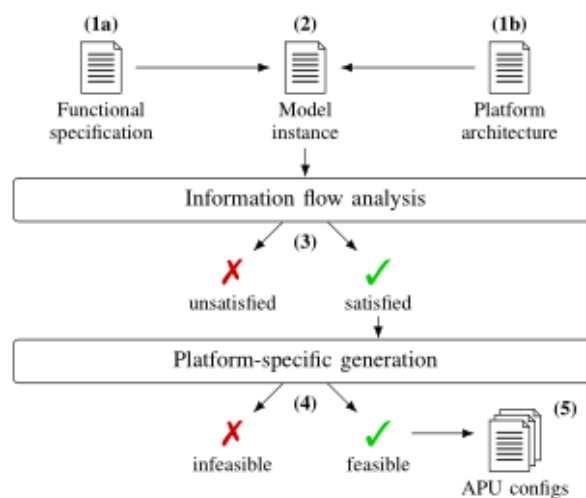 (1a) (2) (1b)
Functional specification
Model instance
Platform architecture
Information flow analysis
(3)
unsatisfied satisfied
Platform-specific generation
(4) (5)
infeasible feasible
APU configs